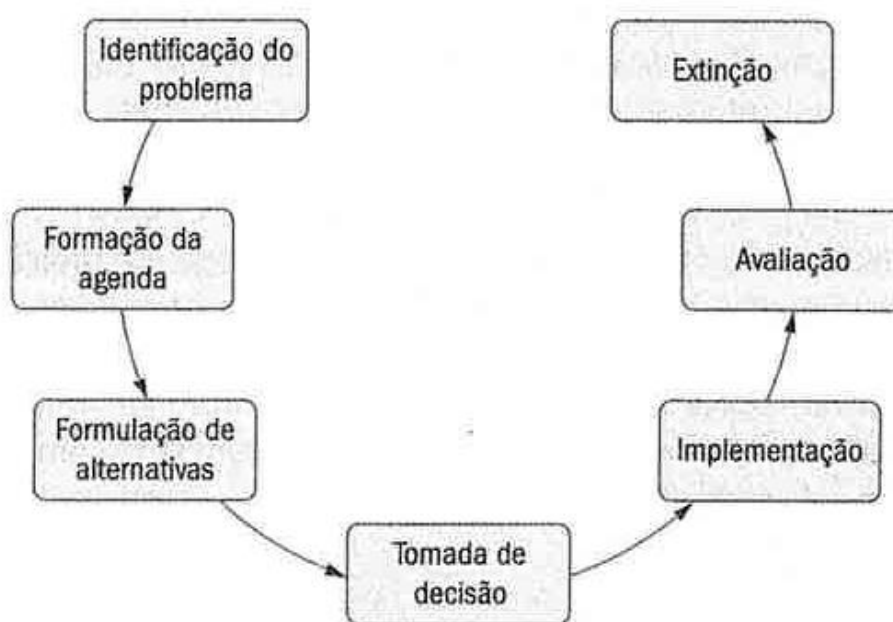 Identificação do
problema
Formação da
agenda
Formulação de
alternativas
Tomada de
decisão
Implementação
Avaliação
Extinção